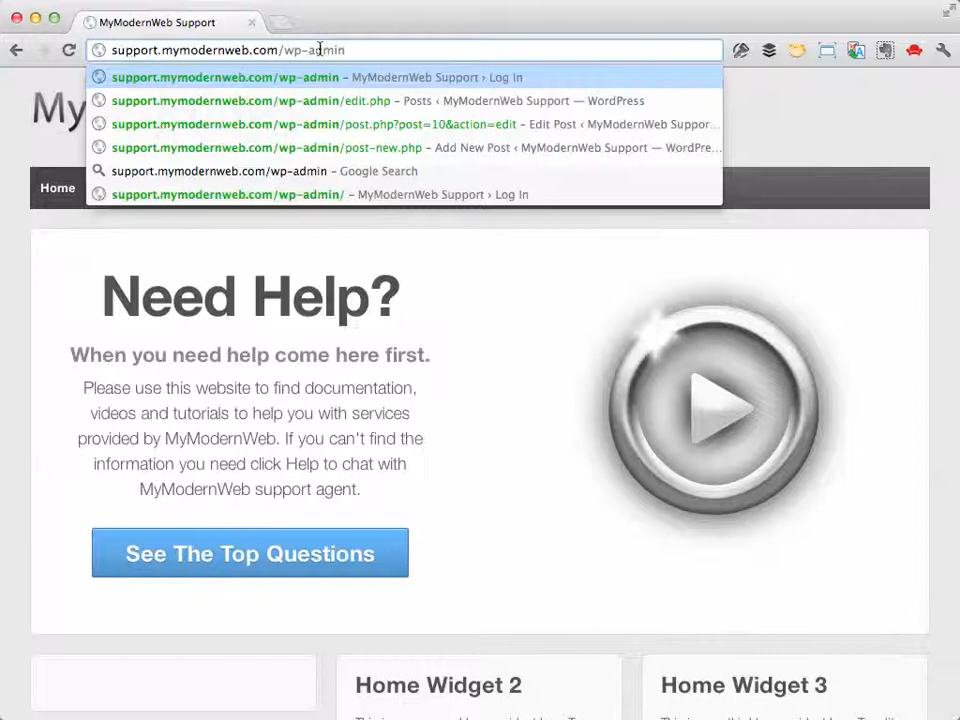 MyModernWeb Support
support.mymodernweb.com/wp-admin
support.mymodernweb.com/wp-admin – MyModernWeb Support › Log In
support.mymodernweb.com/wp-admin/edit.php – Posts ‹ MyModernWeb Support — WordPress
support.mymodernweb.com/wp-admin/post.php?post=10&action=edit – Edit Post ‹ MyModernWeb Suppor...
support.mymodernweb.com/wp-admin/post-new.php – Add New Post ‹ MyModernWeb Support — WordPre...
support.mymodernweb.com/wp-admin – Google Search
support.mymodernweb.com/wp-admin/ – MyModernWeb Support › Log In
My
Home
Need Help?
When you need help come here first.
Please use this website to find documentation,
videos and tutorials to help you with services
provided by MyModernWeb. If you can't find the
information you need click Help to chat with
MyModernWeb support agent.
See The Top Questions
Home Widget 2
Home Widget 3